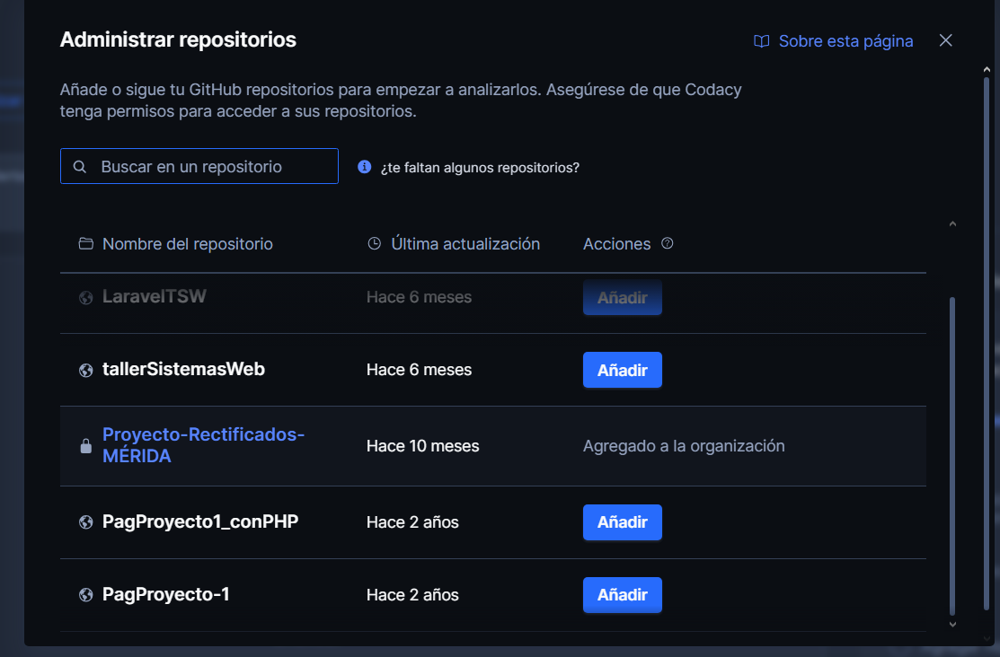 Administrar repositorios
Sobre esta página
Añade o sigue tu GitHub repositorios para empezar a analizarlos. Asegúrese de que Codacy
tenga permisos para acceder a sus repositorios.
Buscar en un repositorio
¿te faltan algunos repositorios?
Nombre del repositorio Última actualización Acciones
LaravelTSW Hace 6 meses Añadir
tallerSistemasWeb Hace 6 meses Añadir
Proyecto-Rectificados-
MÉRIDA
Hace 10 meses Agregado a la organización
PagProyecto1_conPHP Hace 2 años Añadir
PagProyecto-1 Hace 2 años Añadir